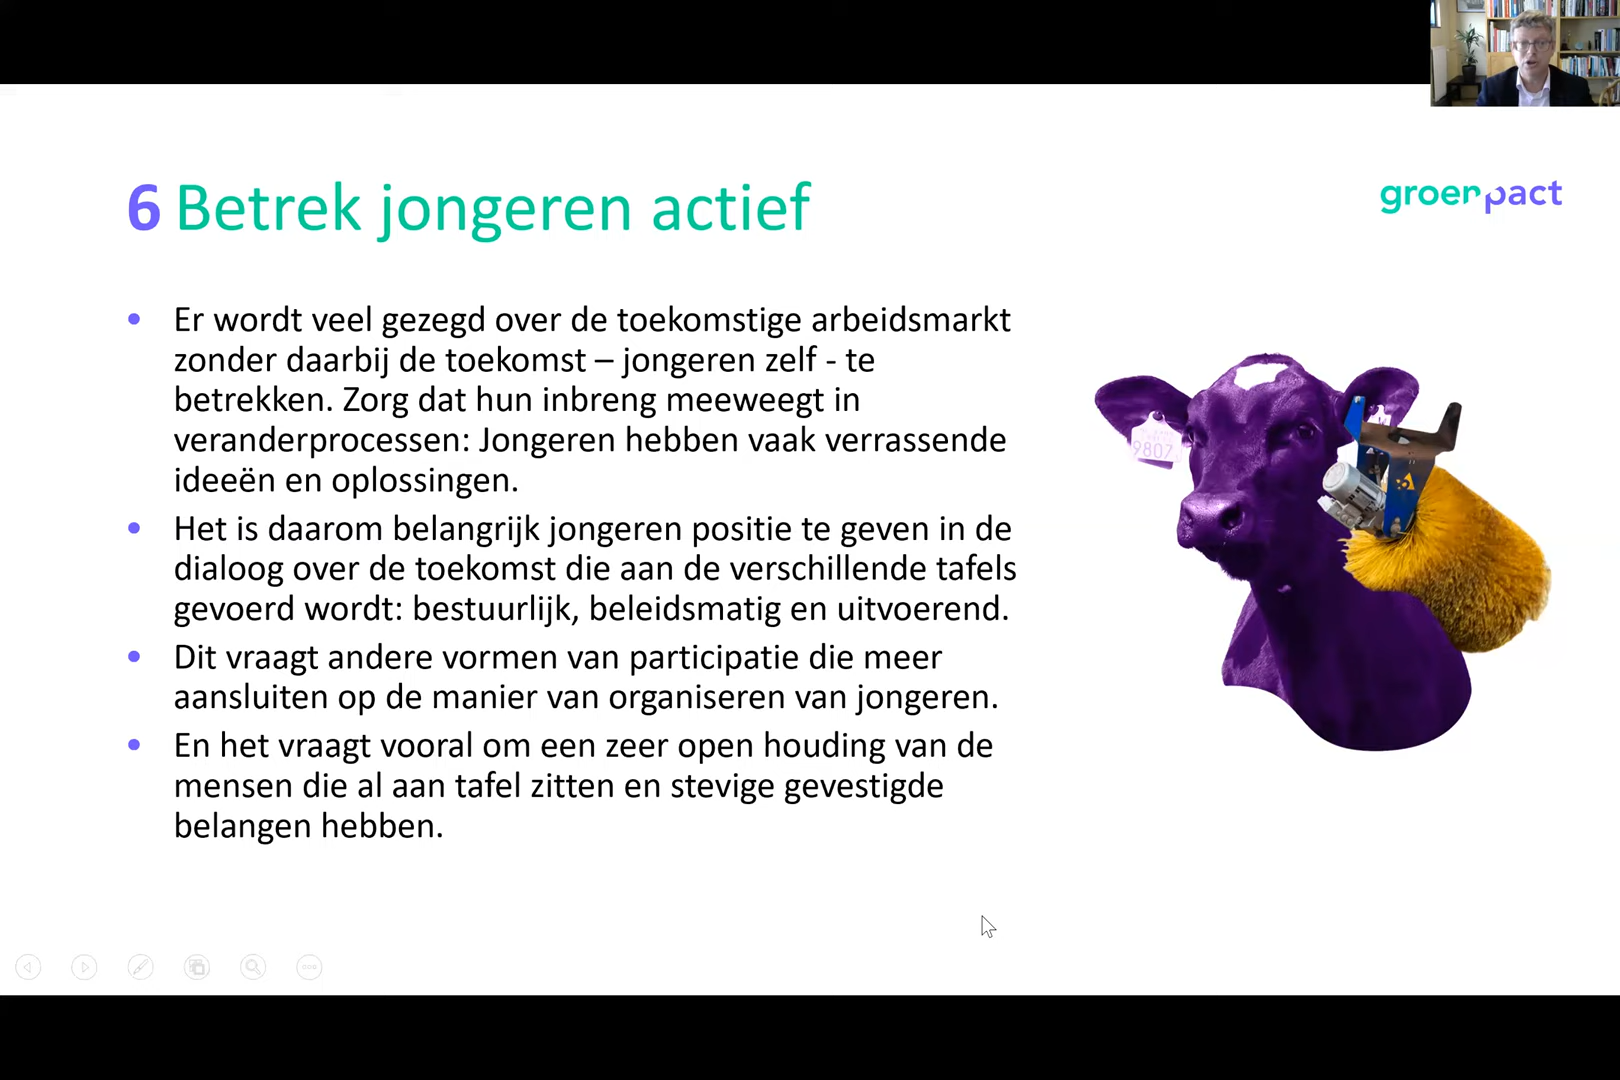 6 Betrek jongeren actief
groenpact
• Er wordt veel gezegd over de toekomstige arbeidsmarkt
zonder daarbij de toekomst – jongeren zelf - te
betrekken. Zorg dat hun inbreng meeweegt in
veranderprocessen: Jongeren hebben vaak verrassende
ideeën en oplossingen.
• Het is daarom belangrijk jongeren positie te geven in de
dialoog over de toekomst die aan de verschillende tafels
gevoerd wordt: bestuurlijk, beleidsmatig en uitvoerend.
• Dit vraagt andere vormen van participatie die meer
aansluiten op de manier van organiseren van jongeren.
• En het vraagt vooral om een zeer open houding van de
mensen die al aan tafel zitten en stevige gevestigde
belangen hebben.
9807